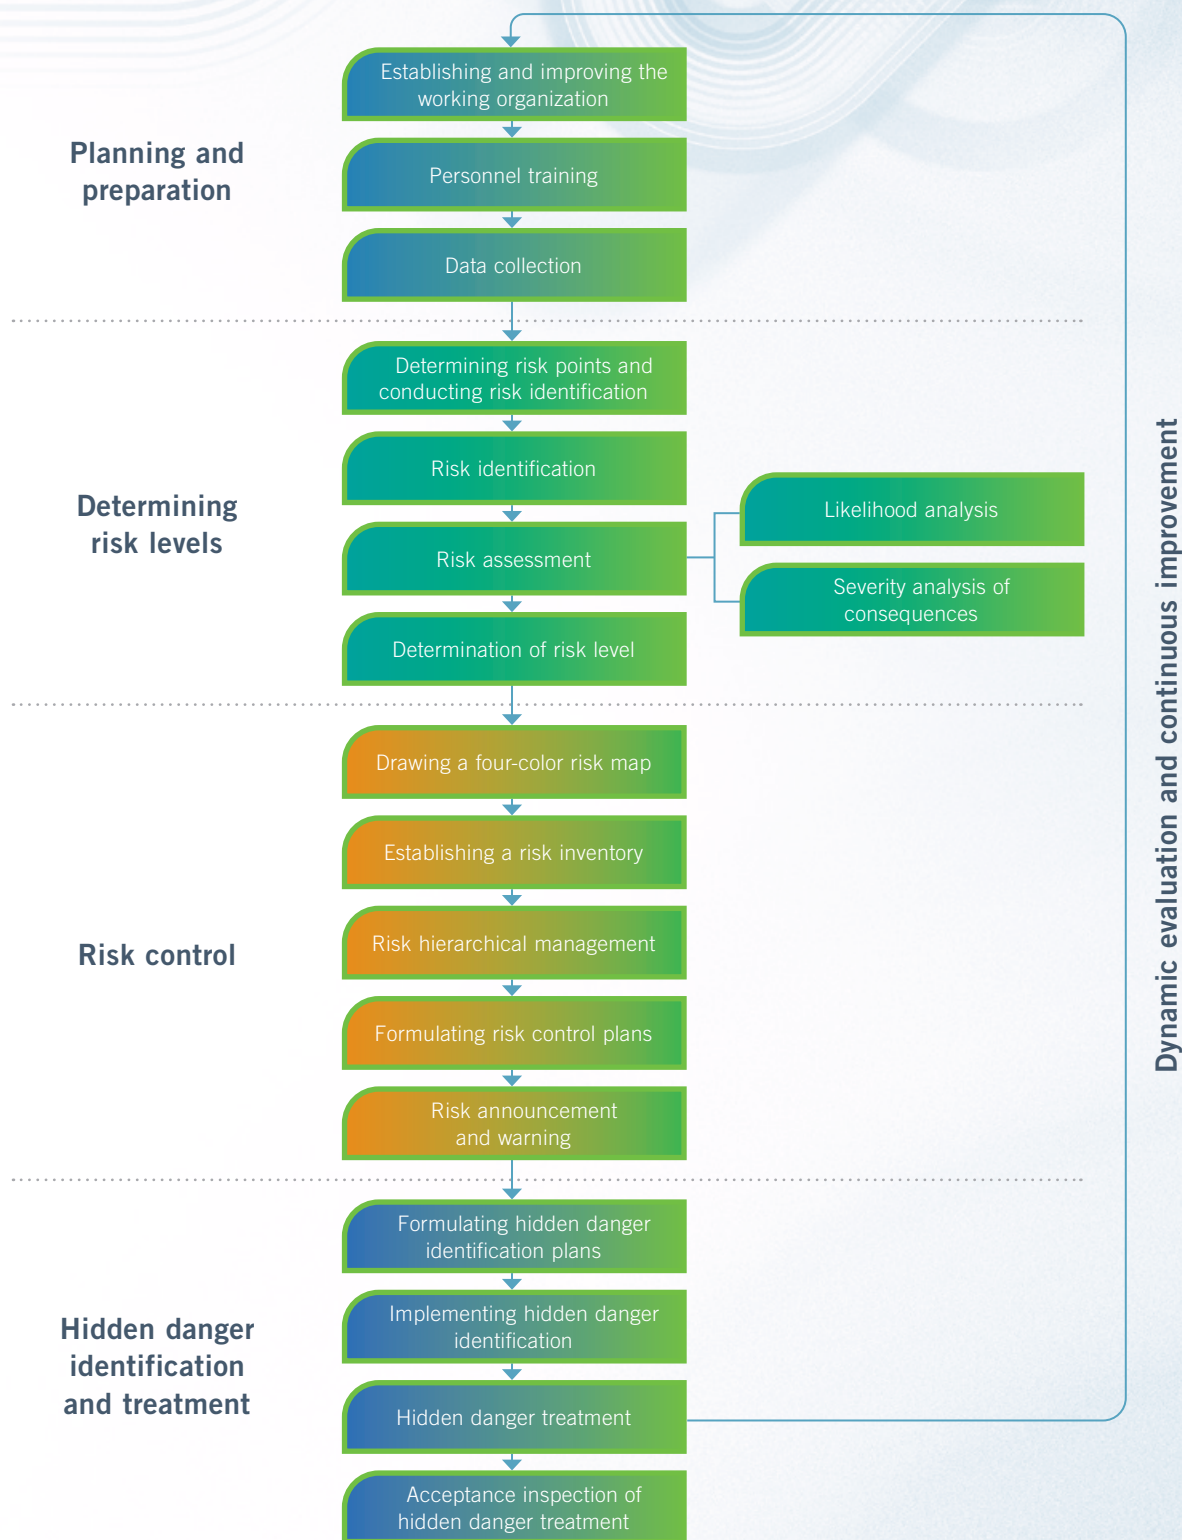 Planning and
preparation
Establishing and improving the
working organization
Personnel training
Data collection
Determining
risk levels
Determining risk points and
conducting risk identification
Risk identification
Risk assessment
Likelihood analysis
Severity analysis of
consequences
Determination of risk level
Risk control
Drawing a four-color risk map
Establishing a risk inventory
Risk hierarchical management
Formulating risk control plans
Risk announcement
and warning
Hidden danger
identification
and treatment
Formulating hidden danger
identification plans
Implementing hidden danger
identification
Hidden danger treatment
Acceptance inspection of
hidden danger treatment
Dynamic evaluation and continuous improvement